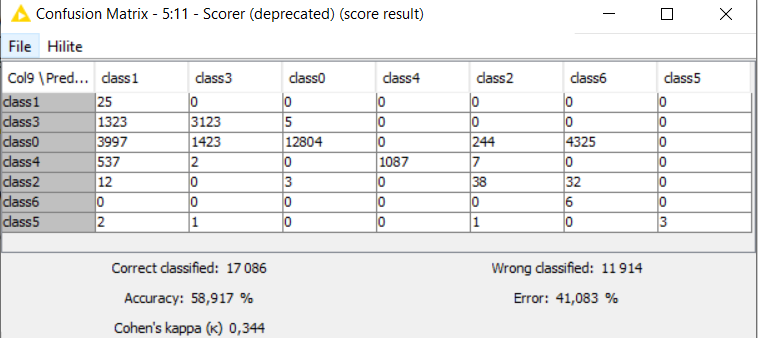 Confusion Matrix - 5:11 - Scorer (deprecated) (score result)
File Hilite
Col9 \ Pred... class1 class3 class0 class4 class2 class6 class5
class1 25 0 0 0 0 0 0
class3 1323 3123 5 0 0 0 0
class0 3997 1423 12804 0 244 4325 0
class4 537 2 0 1087 7 0 0
class2 12 0 3 0 38 32 0
class6 0 0 0 0 0 6 0
class5 2 1 0 0 1 0 3
Correct classified: 17 086 Wrong classified: 11 914
Accuracy: 58,917 % Error: 41,083 %
Cohen's kappa (κ) 0,344